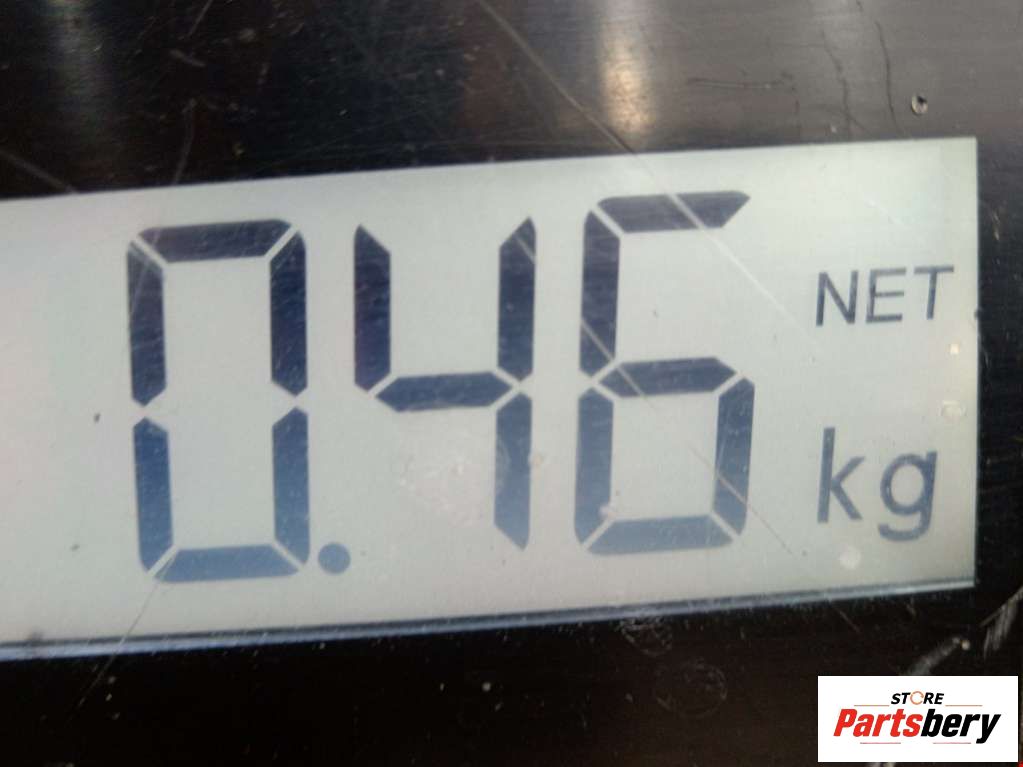 0.46 NET
kg
STORE
Partsbery